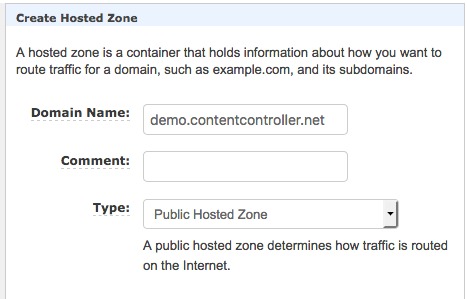 Create Hosted Zone
A hosted zone is a container that holds information about how you want to
route traffic for a domain, such as example.com, and its subdomains.
Domain Name: demo.contentcontroller.net
Comment:
Type: Public Hosted Zone
A public hosted zone determines how traffic is routed
on the Internet.